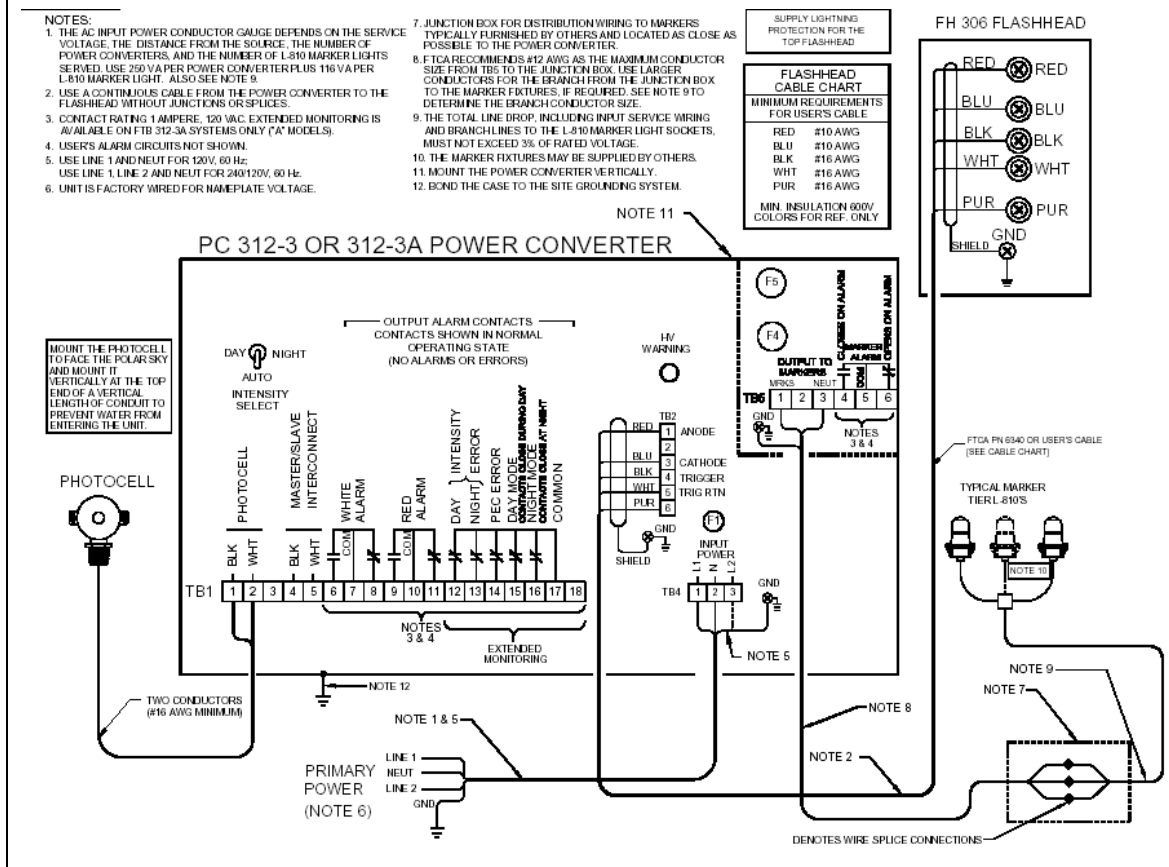 NOTES:
1. THE AC INPUT POWER CONDUCTOR GAUGE DEPENDS ON THE SERVICE
VOLTAGE, THE DISTANCE FROM THE SOURCE, THE NUMBER OF
POWER CONVERTERS, AND THE NUMBER OF L-810 MARKER LIGHTS
SERVED. USE 250 VA PER POWER CONVERTER PLUS 116 VA PER
L-810 MARKER LIGHT. ALSO SEE NOTE 9.
2. USE A CONTINUOUS CABLE FROM THE POWER CONVERTER TO THE
FLASHHEAD WITHOUT JUNCTIONS OR SPLICES.
3. CONTACT RATING 1 AMPERE, 120 VAC. EXTENDED MONITORING IS
AVAILABLE ON FTB 312-3A SYSTEMS ONLY ("A" MODELS).
4. USER'S ALARM CIRCUITS NOT SHOWN.
5. USE LINE 1 AND NEUT FOR 120V, 60 Hz;
USE LINE 1, LINE 2 AND NEUT FOR 240/120V, 60 Hz.
6. UNIT IS FACTORY WIRED FOR NAMEPLATE VOLTAGE.
7. JUNCTION BOX FOR DISTRIBUTION WIRING TO MARKERS
TYPICALLY FURNISHED BY OTHERS AND LOCATED AS CLOSE AS
POSSIBLE TO THE POWER CONVERTER.
8. FTCA RECOMMENDS #12 AWG AS THE MAXIMUM CONDUCTOR
SIZE FROM TB5 TO THE JUNCTION BOX. USE LARGER
CONDUCTORS FOR THE BRANCH FROM THE JUNCTION BOX
TO THE MARKER FIXTURES, IF REQUIRED. SEE NOTE 9 TO
DETERMINE THE BRANCH CONDUCTOR SIZE.
9. THE TOTAL LINE DROP, INCLUDING INPUT SERVICE WIRING
AND BRANCH LINES TO THE L-810 MARKER LIGHT SOCKETS,
MUST NOT EXCEED 3% OF RATED VOLTAGE.
10. THE MARKER FIXTURES MAY BE SUPPLIED BY OTHERS.
11. MOUNT THE POWER CONVERTER VERTICALLY.
12. BOND THE CASE TO THE SITE GROUNDING SYSTEM.
SUPPLY LIGHTNING
PROTECTION FOR THE
TOP FLASHHEAD
FLASHHEAD
CABLE CHART
MINIMUM REQUIREMENTS
FOR USER'S CABLE
RED #10 AWG
BLU #10 AWG
BLK #16 AWG
WHT #16 AWG
PUR #16 AWG
MIN. INSULATION 600V
COLORS FOR REF. ONLY
FH 306 FLASHHEAD
RED RED
BLU BLU
BLK BLK
WHT WHT
PUR PUR
GND
SHIELD
NOTE 11
PC 312-3 OR 312-3A POWER CONVERTER
MOUNT THE PHOTOCELL
TO FACE THE POLAR SKY
AND MOUNT IT
VERTICALLY AT THE TOP
END OF A VERTICAL
LENGTH OF CONDUIT TO
PREVENT WATER FROM
ENTERING THE UNIT.
DAY NIGHT
AUTO
INTENSITY
SELECT
OUTPUT ALARM CONTACTS
CONTACTS SHOWN IN NORMAL
OPERATING STATE
(NO ALARMS OR ERRORS)
HV
WARNING
F5
F4
CLOSES ON ALARM
OPENS ON ALARM
MARKER
ALARM
COM
OUTPUT TO
MARKERS
MRKS NEUT
TB5 1 2 3 4 5 6
GND
NOTES
3 & 4
TB2
RED 1 ANODE
2
BLU 3 CATHODE
BLK 4 TRIGGER
WHT 5 TRIG RTN
PUR 6
GND
SHIELD
F1
INPUT
POWER
L1 N L2
TB4 1 2 3
GND
NOTE 5
PHOTOCELL
PHOTOCELL
BLK WHT
MASTER/SLAVE
INTERCONNECT
BLK WHT
WHITE
ALARM
COM
RED
ALARM
COM
DAY INTENSITY
NIGHT ERROR
PEC ERROR
DAY MODE
CONTACTS CLOSE DURING DAY
NIGHT MODE
CONTACTS CLOSE AT NIGHT
COMMON
TB1 1 2 3 4 5 6 7 8 9 10 11 12 13 14 15 16 17 18
NOTES
3 & 4
EXTENDED
MONITORING
FTCA PN 6340 OR USER'S CABLE
(SEE CABLE CHART)
TYPICAL MARKER
TIER L-810'S
NOTE 10
NOTE 12
TWO CONDUCTORS
(#16 AWG MINIMUM)
NOTE 1 & 5
NOTE 8
NOTE 9
NOTE 7
NOTE 2
PRIMARY
POWER
(NOTE 6)
LINE 1
NEUT
LINE 2
GND
DENOTES WIRE SPLICE CONNECTIONS